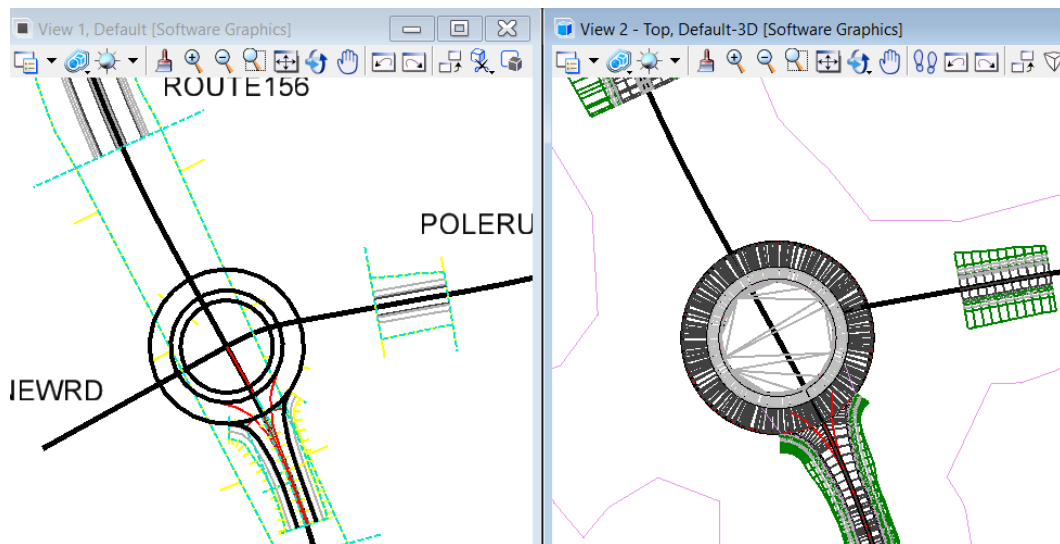 View 1, Default [Software Graphics]
View 2 - Top, Default-3D [Software Graphics]
ROUTE156
POLERU
NEWRD